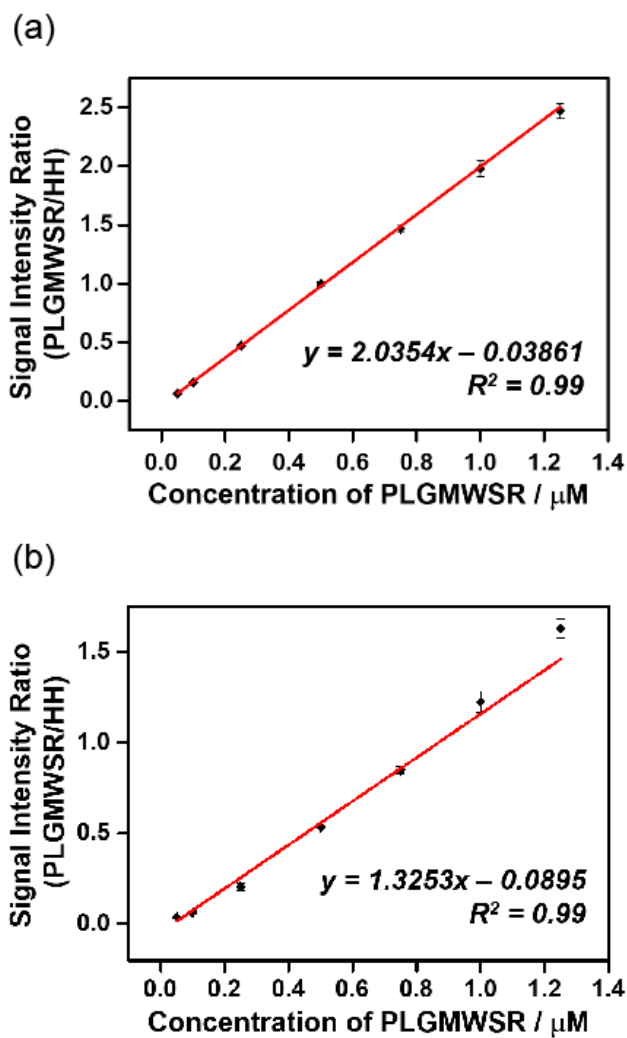 (a)
2.5
2.0
1.5
1.0
0.5
0.0
Signal Intensity Ratio
(PLGMWSR/HH)
y = 2.0354x – 0.03861
R² = 0.99
0.0 0.2 0.4 0.6 0.8 1.0 1.2 1.4
Concentration of PLGMWSR / μM
(b)
1.5
1.0
0.5
0.0
Signal Intensity Ratio
(PLGMWSR/HH)
y = 1.3253x – 0.0895
R² = 0.99
0.0 0.2 0.4 0.6 0.8 1.0 1.2 1.4
Concentration of PLGMWSR / μM